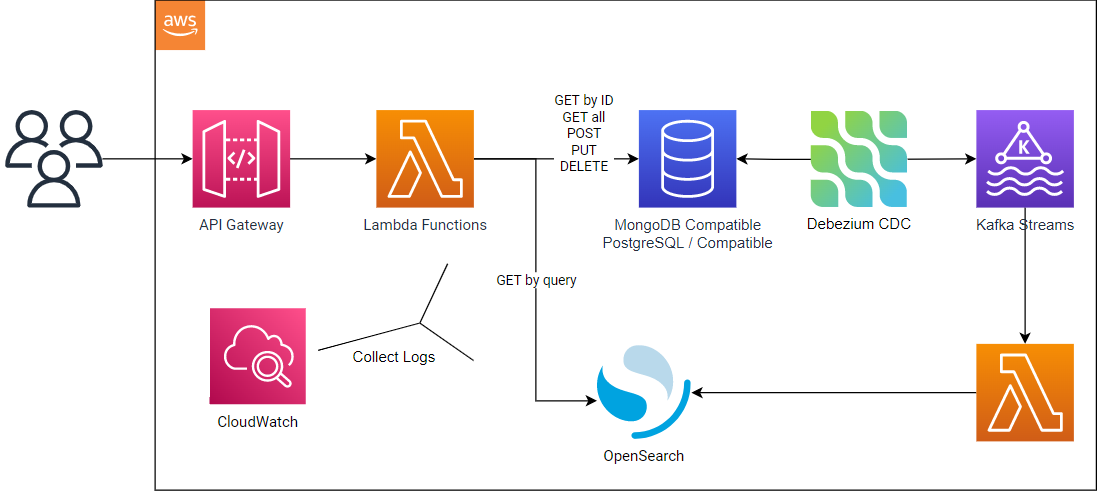 aws
GET by ID
GET all
POST
PUT
DELETE
</>
K
API Gateway
Lambda Functions
MongoDB Compatible
PostgreSQL / Compatible
Debezium CDC
Kafka Streams
GET by query
Collect Logs
CloudWatch
OpenSearch